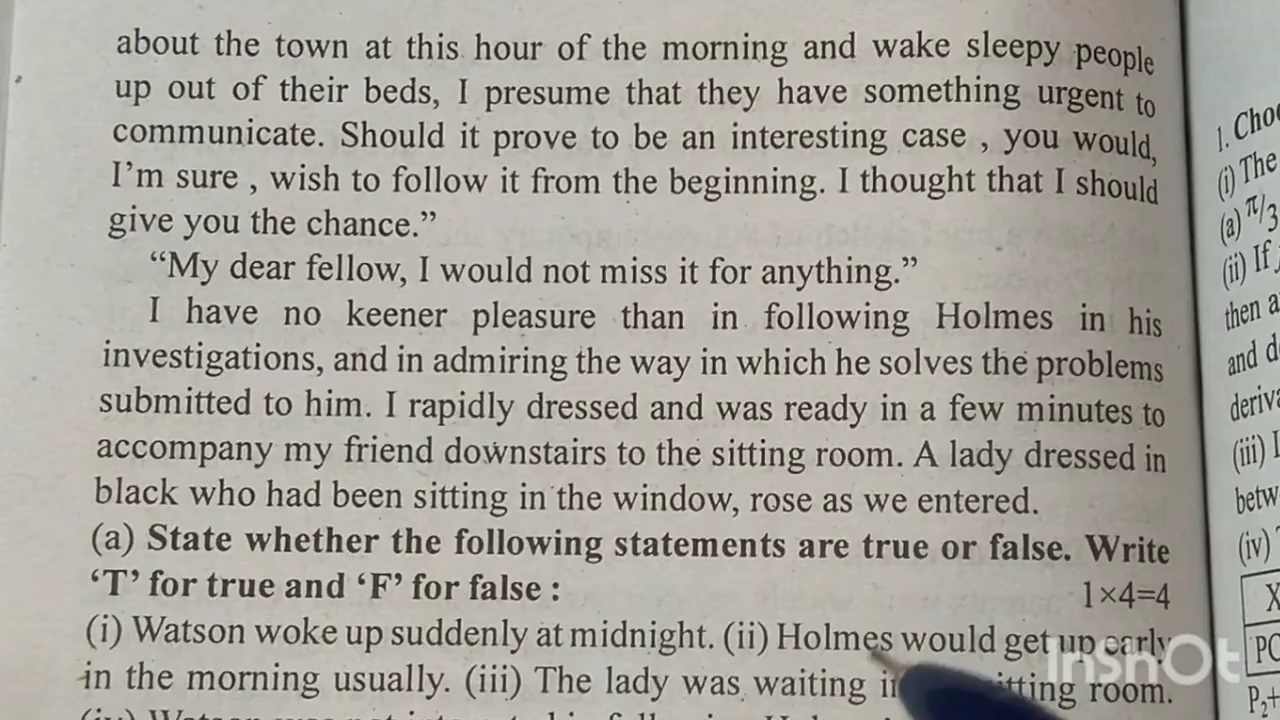 about the town at this hour of the morning and wake sleepy people
up out of their beds, I presume that they have something urgent to
communicate. Should it prove to be an interesting case , you would,
I'm sure , wish to follow it from the beginning. I thought that I should
give you the chance.”
“My dear fellow, I would not miss it for anything.”
I have no keener pleasure than in following Holmes in his
investigations, and in admiring the way in which he solves the problems
submitted to him. I rapidly dressed and was ready in a few minutes to
accompany my friend downstairs to the sitting room. A lady dressed in
black who had been sitting in the window, rose as we entered.
(a) State whether the following statements are true or false. Write
‘T’ for true and ‘F’ for false :
1×4=4
(i) Watson woke up suddenly at midnight. (ii) Holmes would get up early
in the morning usually. (iii) The lady was waiting room.
InShOt
1.
(i) The
(a) π/3
(ii) If
then a
and d
(iii)
betw
(iv)
X
PC
P₂+